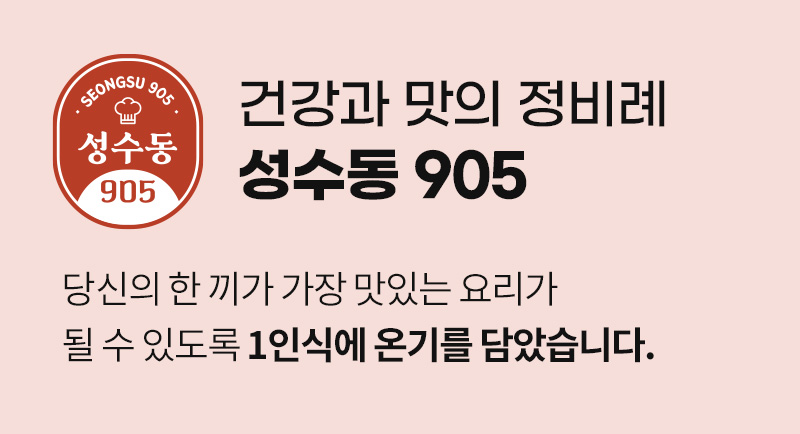 SEONGSU 905
성수동
905
건강과 맛의 정비례
성수동 905
당신의 한 끼가 가장 맛있는 요리가
될 수 있도록 1인식에 온기를 담았습니다.